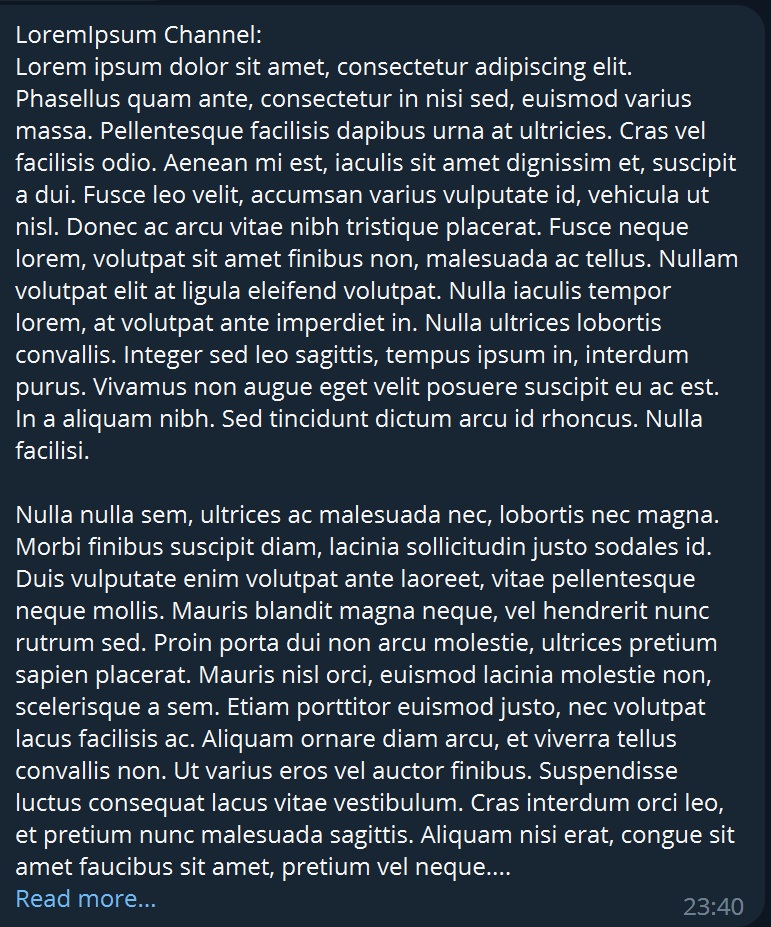 LoremIpsum Channel:
Lorem ipsum dolor sit amet, consectetur adipiscing elit.
Phasellus quam ante, consectetur in nisi sed, euismod varius
massa. Pellentesque facilisis dapibus urna at ultricies. Cras vel
facilisis odio. Aenean mi est, iaculis sit amet dignissim et, suscipit
a dui. Fusce leo velit, accumsan varius vulputate id, vehicula ut
nisl. Donec ac arcu vitae nibh tristique placerat. Fusce neque
lorem, volutpat sit amet finibus non, malesuada ac tellus. Nullam
volutpat elit at ligula eleifend volutpat. Nulla iaculis tempor
lorem, at volutpat ante imperdiet in. Nulla ultrices lobortis
convallis. Integer sed leo sagittis, tempus ipsum in, interdum
purus. Vivamus non augue eget velit posuere suscipit eu ac est.
In a aliquam nibh. Sed tincidunt dictum arcu id rhoncus. Nulla
facilisi.

Nulla nulla sem, ultrices ac malesuada nec, lobortis nec magna.
Morbi finibus suscipit diam, lacinia sollicitudin justo sodales id.
Duis vulputate enim volutpat ante laoreet, vitae pellentesque
neque mollis. Mauris blandit magna neque, vel hendrerit nunc
rutrum sed. Proin porta dui non arcu molestie, ultrices pretium
sapien placerat. Mauris nisl orci, euismod lacinia molestie non,
scelerisque a sem. Etiam porttitor euismod justo, nec volutpat
lacus facilisis ac. Aliquam ornare diam arcu, et viverra tellus
convallis non. Ut varius eros vel auctor finibus. Suspendisse
luctus consequat lacus vitae vestibulum. Cras interdum orci leo,
et pretium nunc malesuada sagittis. Aliquam nisi erat, congue sit
amet faucibus sit amet, pretium vel neque....
Read more...
23:40